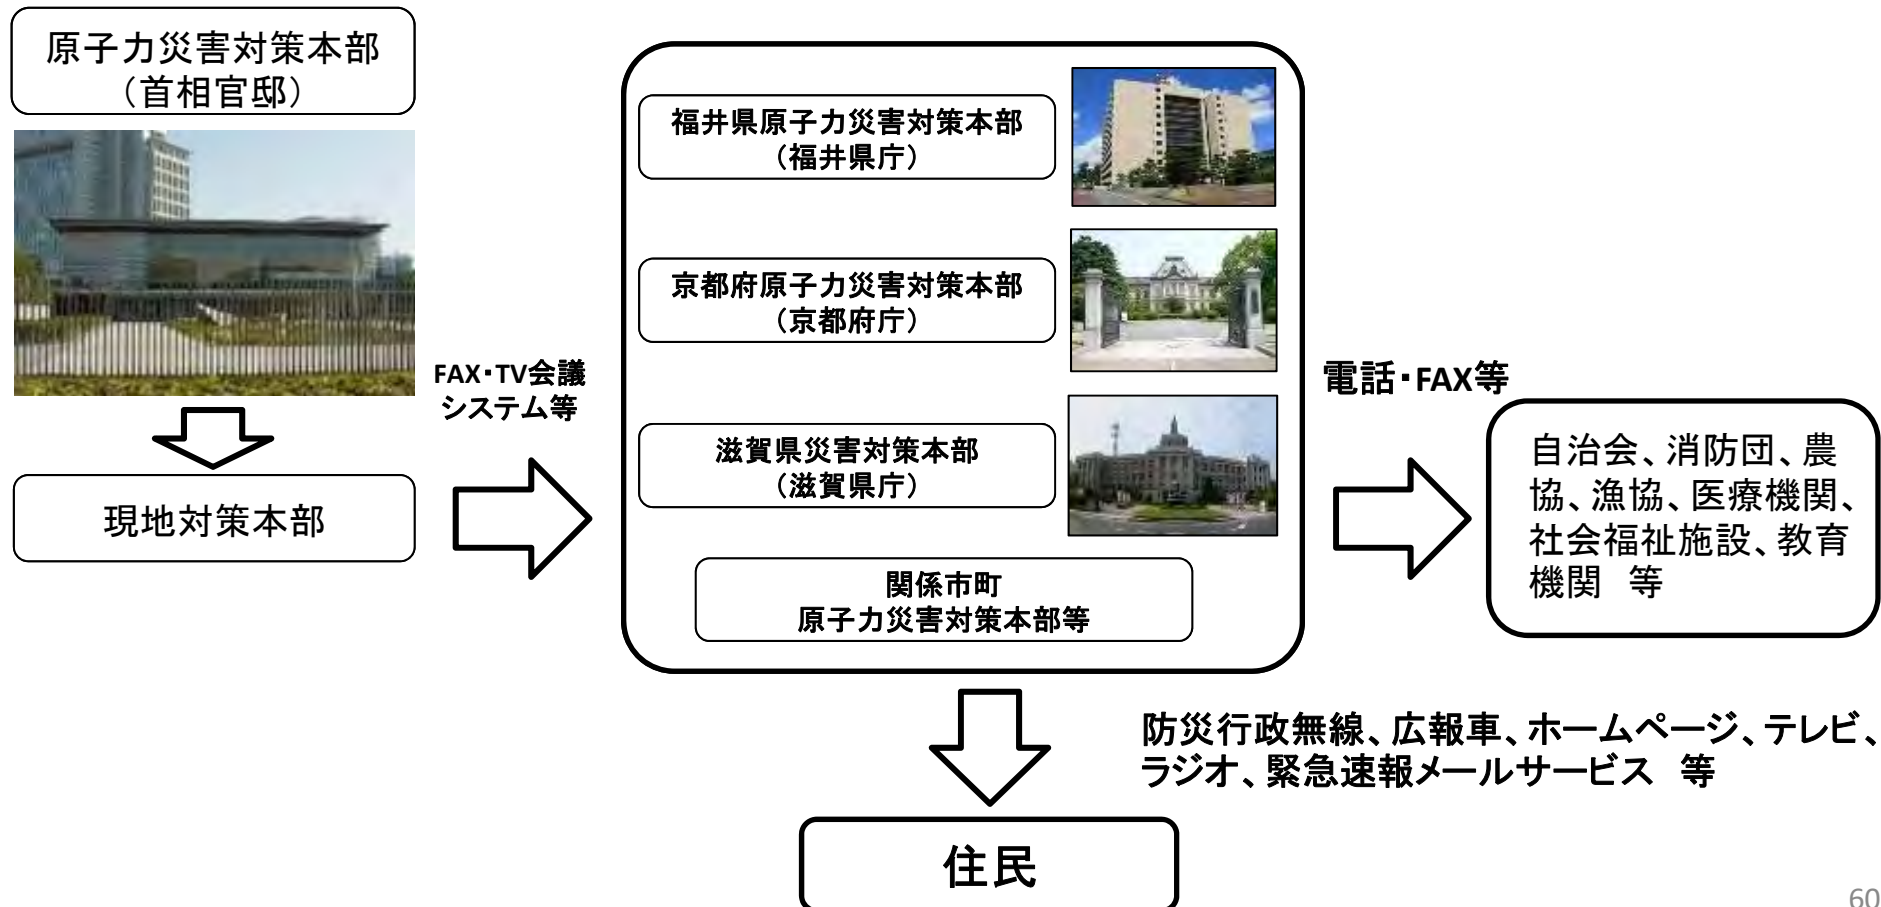 原子力災害対策本部
（首相官邸）
現地対策本部
FAX・TV会議
システム等
福井県原子力災害対策本部
（福井県庁）
京都府原子力災害対策本部
（京都府庁）
滋賀県災害対策本部
（滋賀県庁）
関係市町
原子力災害対策本部等
電話・FAX等
自治会、消防団、農
協、漁協、医療機関、
社会福祉施設、教育
機関　等
防災行政無線、広報車、ホームページ、テレビ、
ラジオ、緊急速報メールサービス　等
住民
60